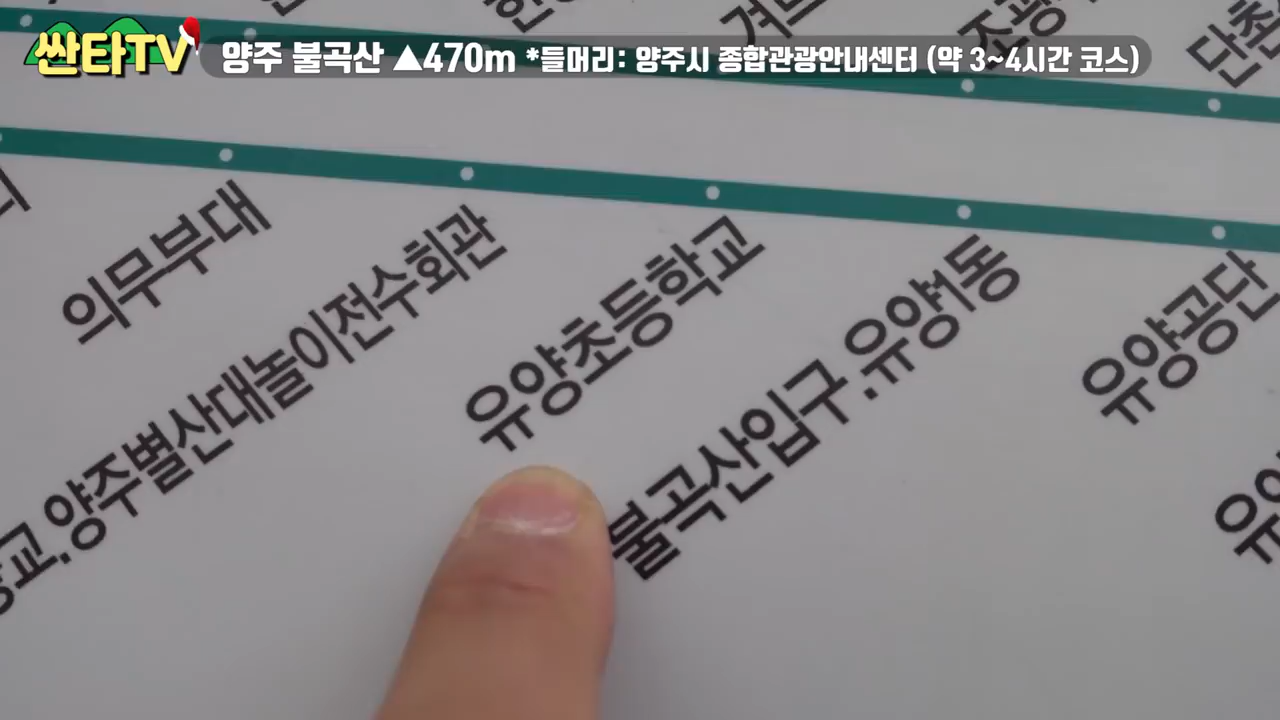 싼타TV
양주 불곡산 ▲470m *들머리: 양주시 종합관광안내센터 (약 3~4시간 코스)
의무부대
교.양주별산대놀이전수회관
유양초등학교
불곡산입구.유양1동
유양공단